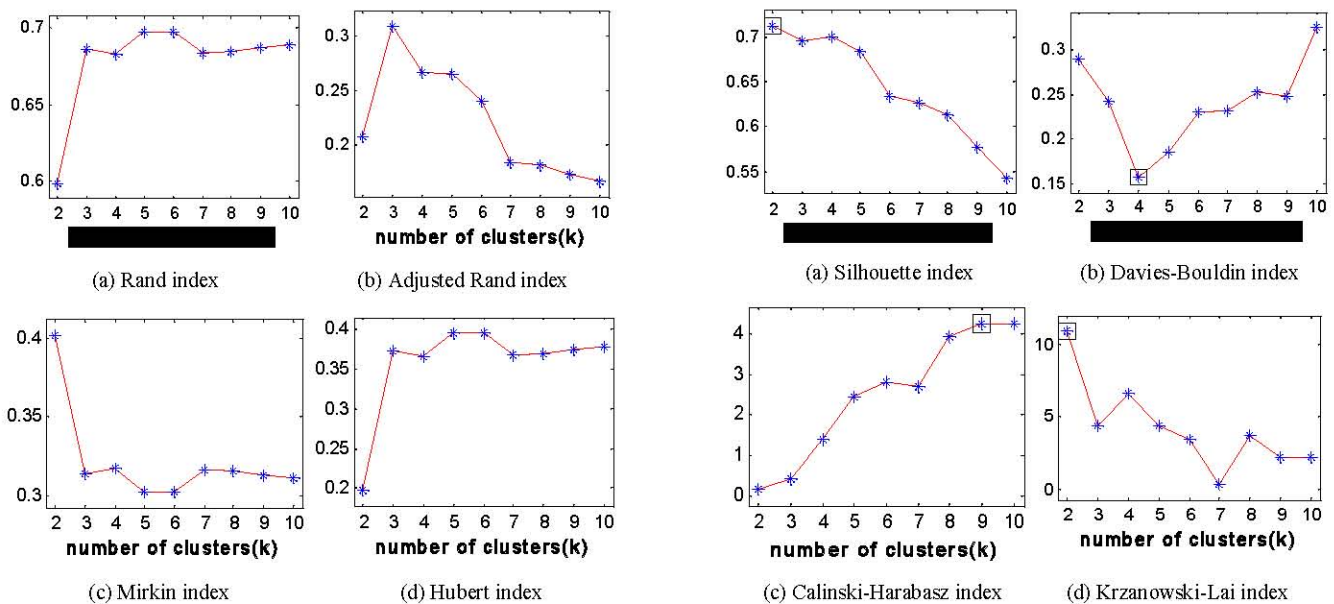 0.7
0.65
0.6
2 3 4 5 6 7 8 9 10
(a) Rand index
0.3
0.25
0.2
2 3 4 5 6 7 8 9 10
number of clusters(k)
(b) Adjusted Rand index
0.7
0.65
0.6
0.55
2 3 4 5 6 7 8 9 10
(a) Silhouette index
0.3
0.25
0.2
0.15
2 3 4 5 6 7 8 9 10
(b) Davies-Bouldin index
0.4
0.35
0.3
2 3 4 5 6 7 8 9 10
number of clusters(k)
(c) Mirkin index
0.4
0.35
0.3
0.25
0.2
2 3 4 5 6 7 8 9 10
number of clusters(k)
(d) Hubert index
4
3
2
1
0
2 3 4 5 6 7 8 9 10
number of clusters(k)
(c) Calinski-Harabasz index
10
5
0
2 3 4 5 6 7 8 9 10
number of clusters(k)
(d) Krzanowski-Lai index